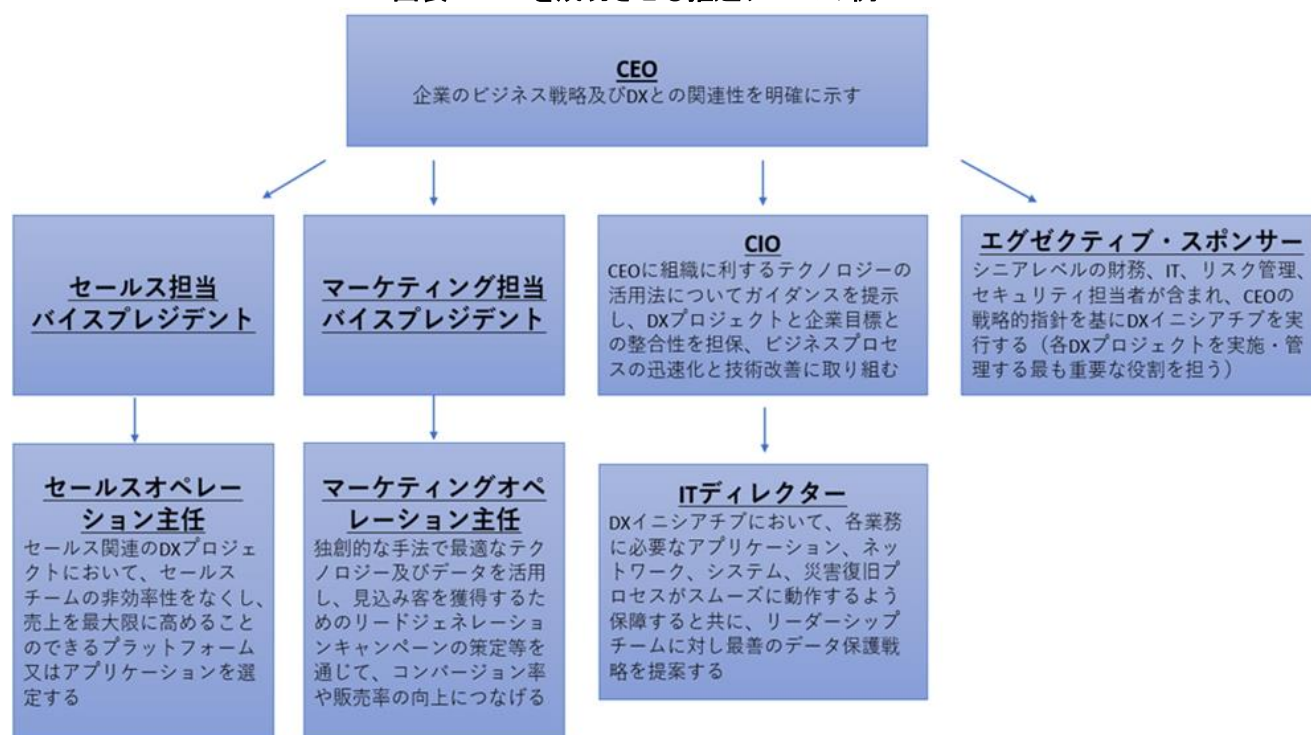 CEO
企業のビジネス戦略及びDXとの関連性を明確に示す
セールス担当
バイスプレジデント
マーケティング担当
バイスプレジデント
CIO
CEOに組織に利するテクノロジーの
活用法についてガイダンスを提示
し、DXプロジェクトと企業目標と
の整合性を担保、ビジネスプロセ
スの迅速化と技術改善に取り組む
エグゼクティブ・スポンサー
シニアレベルの財務、IT、リスク管理、
セキュリティ担当者が含まれ、CEOの
戦略的指針を基にDXイニシアチブを実
行する（各DXプロジェクトを実施・管
理する最も重要な役割を担う）
セールスオペレー
ション主任
セールス関連のDXプロジェ
クトにおいて、セールス
チームの非効率性をなくし、
売上を最大限に高めること
のできるプラットフォーム
又はアプリケーションを選
定する
マーケティングオペ
レーション主任
独創的な手法で最適なテク
ノロジー及びデータを活用
し、見込み客を獲得するた
めのリードジェネレーショ
ンキャンペーンの策定等を
通じて、コンバージョン率
や販売率の向上につなげる
ITディレクター
DXイニシアチブにおいて、各業務
に必要なアプリケーション、ネッ
トワーク、システム、災害復旧プ
ロセスがスムーズに動作するよう
保障すると共に、リーダーシップ
チームに対し最善のデータ保護戦
略を提案する